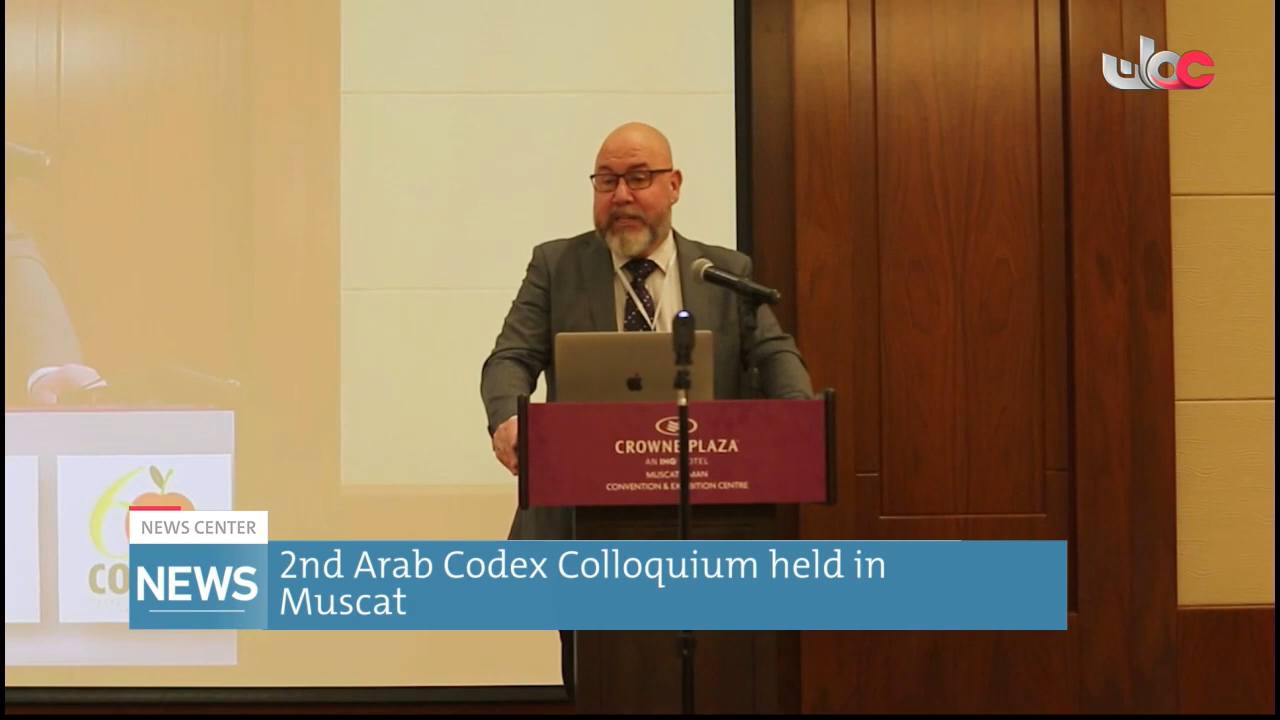 CROWNE PLAZA
AN IHG HOTEL
MUSCAT OMAN
CONVENTION & EXHIBITION CENTRE
NEWS CENTER
NEWS
2nd Arab Codex Colloquium held in
Muscat